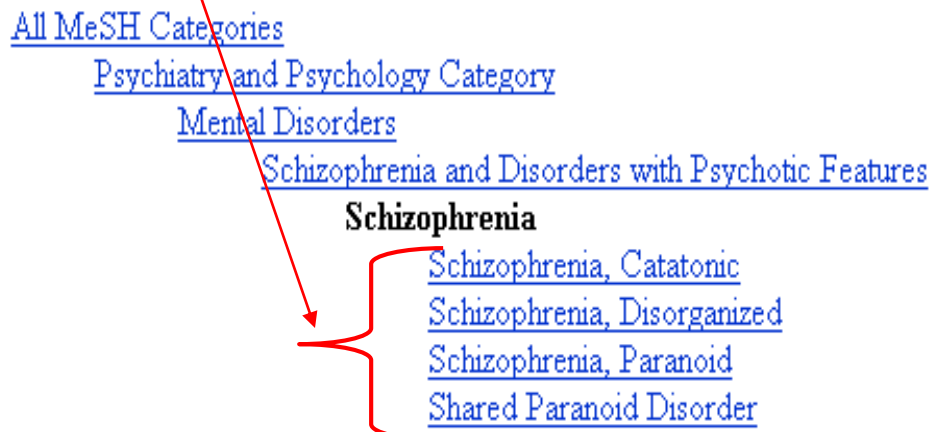 All MeSH Categories
Psychiatry and Psychology Category
Mental Disorders
Schizophrenia and Disorders with Psychotic Features
Schizophrenia
Schizophrenia, Catatonic
Schizophrenia, Disorganized
Schizophrenia, Paranoid
Shared Paranoid Disorder